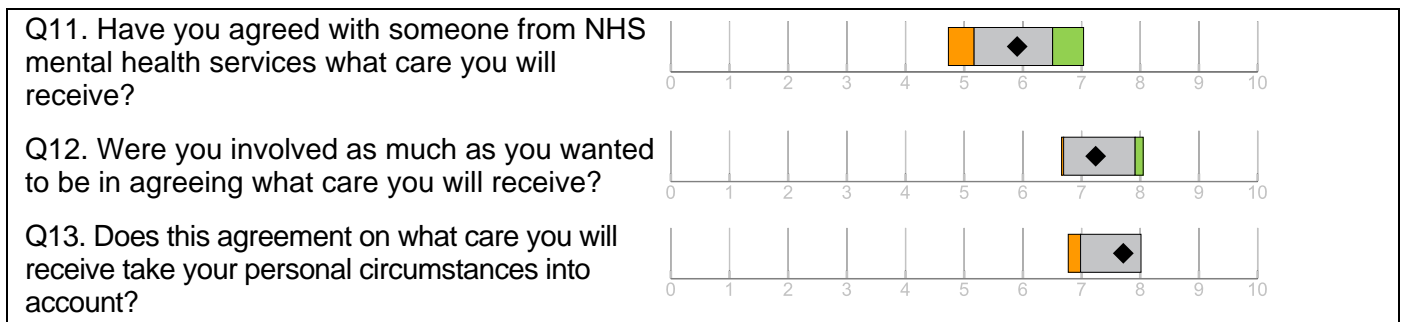 Q11. Have you agreed with someone from NHS
mental health services what care you will
receive?
0 1 2 3 4 5 6 7 8 9 10
Q12. Were you involved as much as you wanted
to be in agreeing what care you will receive?
0 1 2 3 4 5 6 7 8 9 10
Q13. Does this agreement on what care you will
receive take your personal circumstances into
account?
0 1 2 3 4 5 6 7 8 9 10